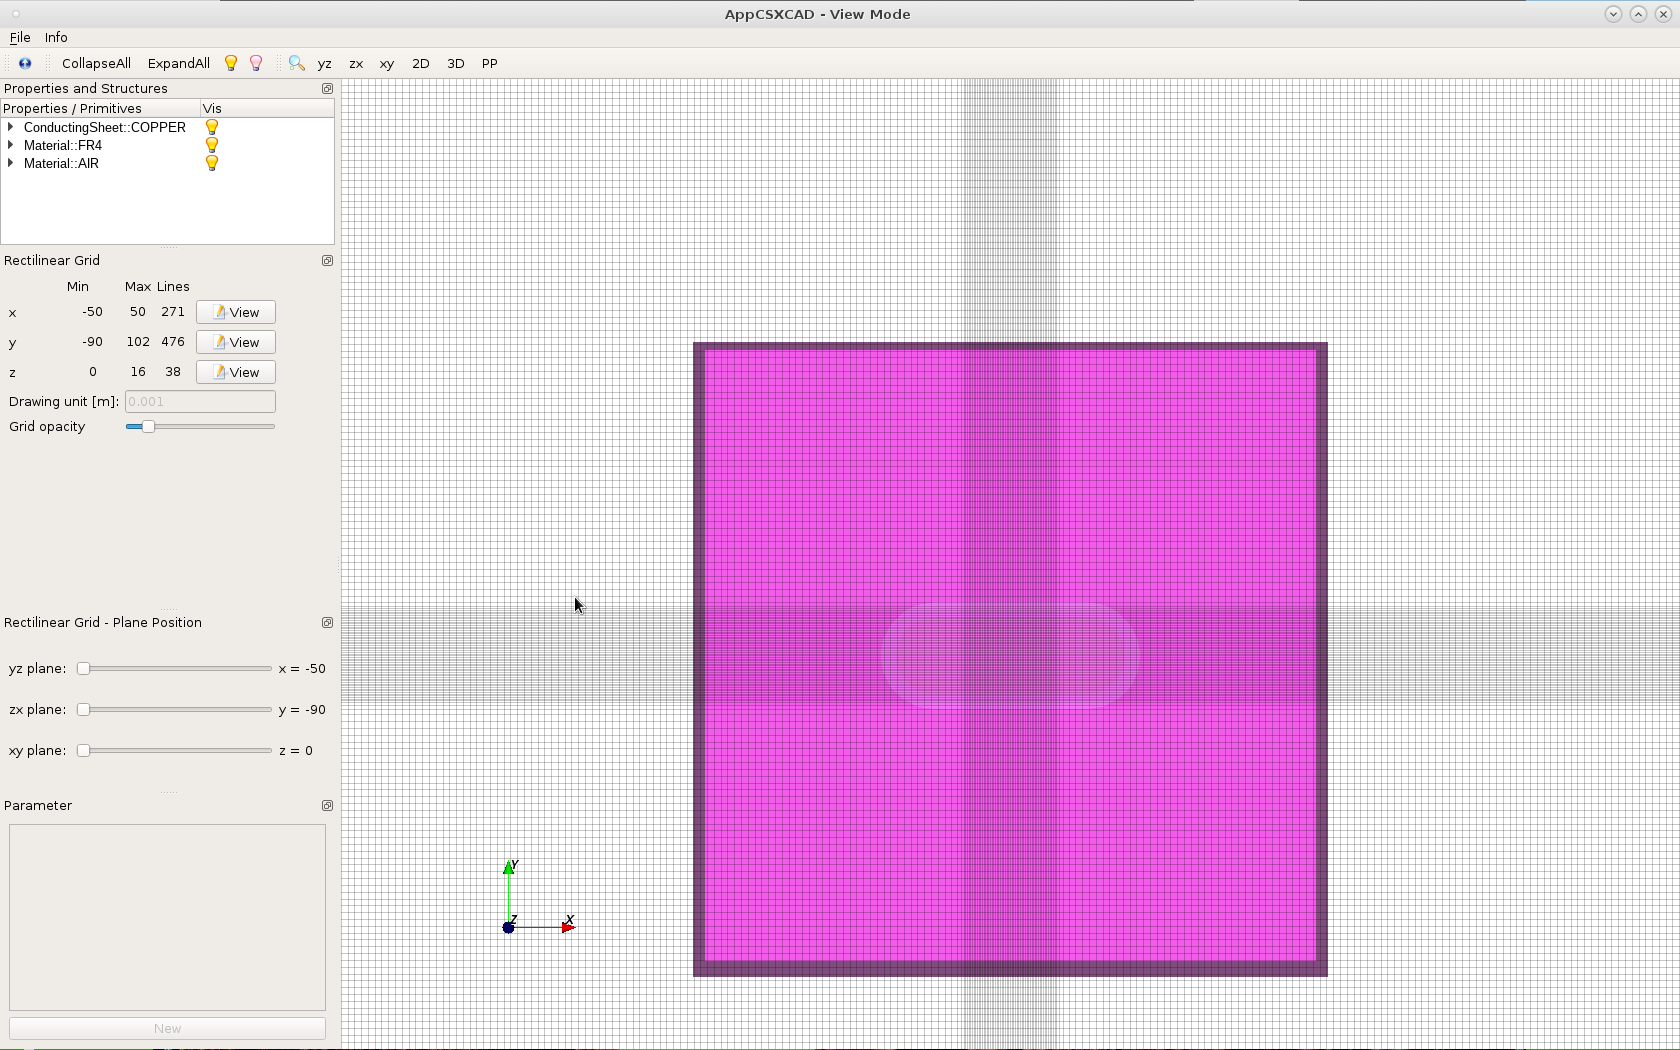 AppCSXCAD - View Mode
File Info
CollapseAll ExpandAll yz zx xy 2D 3D PP
Properties and Structures
Properties / Primitives Vis
ConductingSheet::COPPER
Material::FR4
Material::AIR
Rectilinear Grid
Min Max Lines
x -50 50 271 View
y -90 102 476 View
z 0 16 38 View
Drawing unit [m]: 0.001
Grid opacity
Rectilinear Grid - Plane Position
yz plane: x = -50
zx plane: y = -90
xy plane: z = 0
Parameter
New
Y
Z X